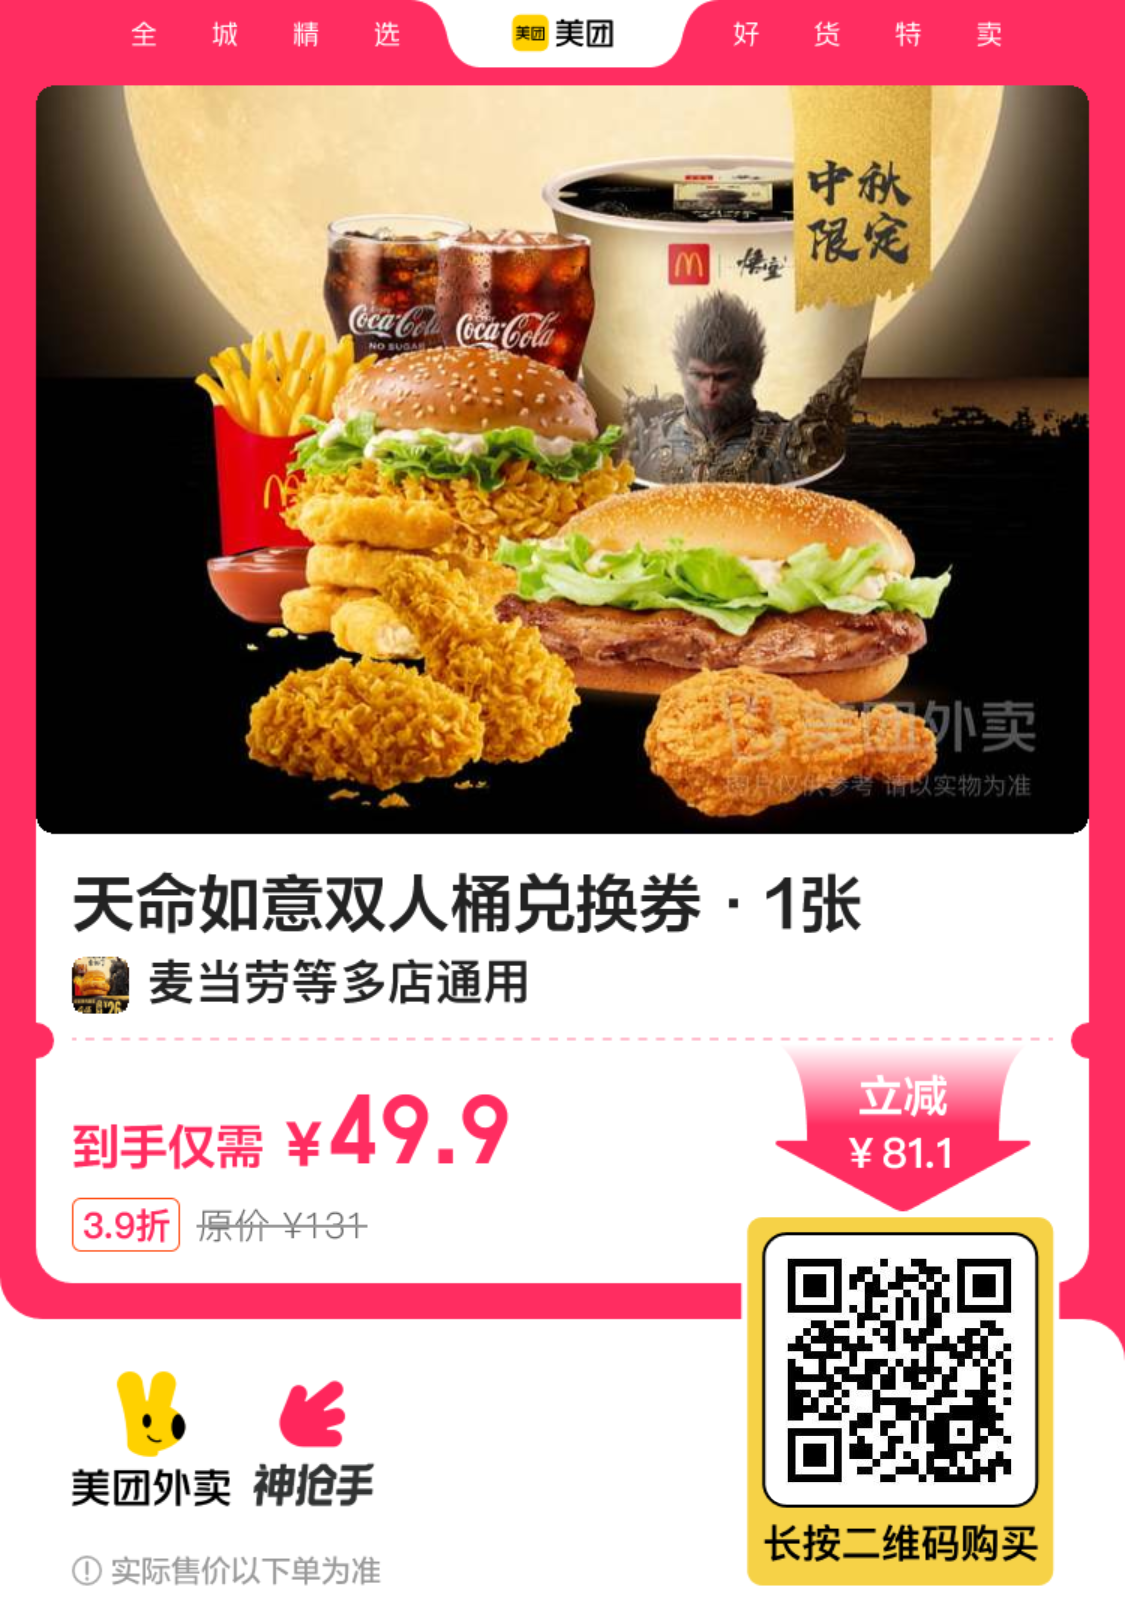 全城精选
美团 美团
好货特卖
中秋
限定
悟空
Coca-Cola
NO SUGAR
Coca-Cola
美团外卖
图片仅供参考 请以实物为准
天命如意双人桶兑换券 · 1张
麦当劳等多店通用
到手仅需 ¥49.9
立减
¥ 81.1
3.9折 原价 ¥131
美团外卖 神抢手
长按二维码购买
实际售价以下单为准